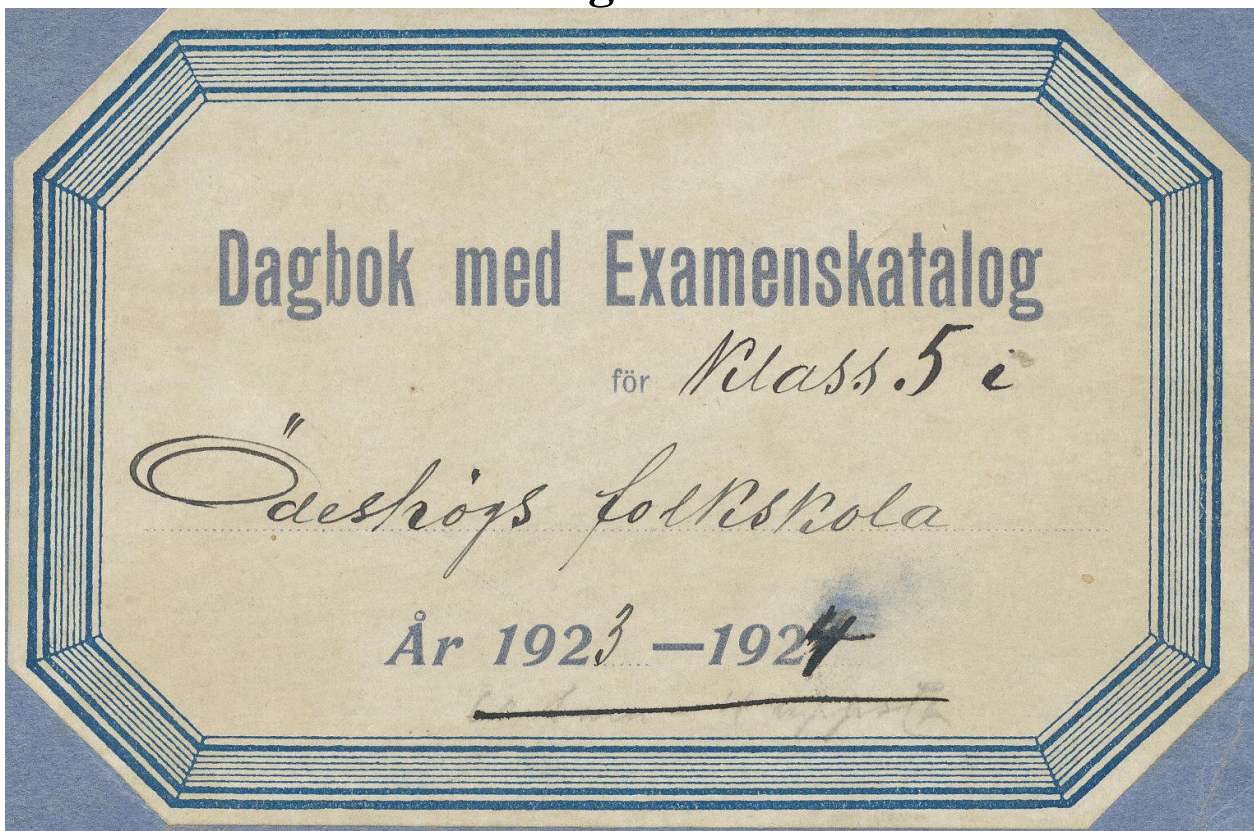 Dagbok med Examenskatalog
för Klass. 5 i
Ödeshögs folkskola
År 1923 — 1924